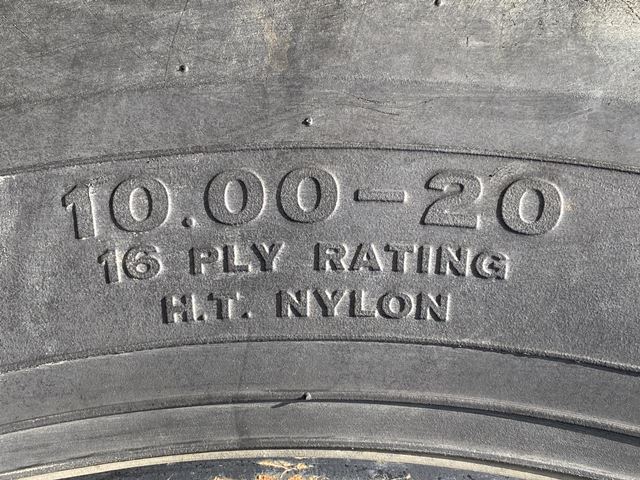 10.00-20
16 PLY RATING
H.T. NYLON